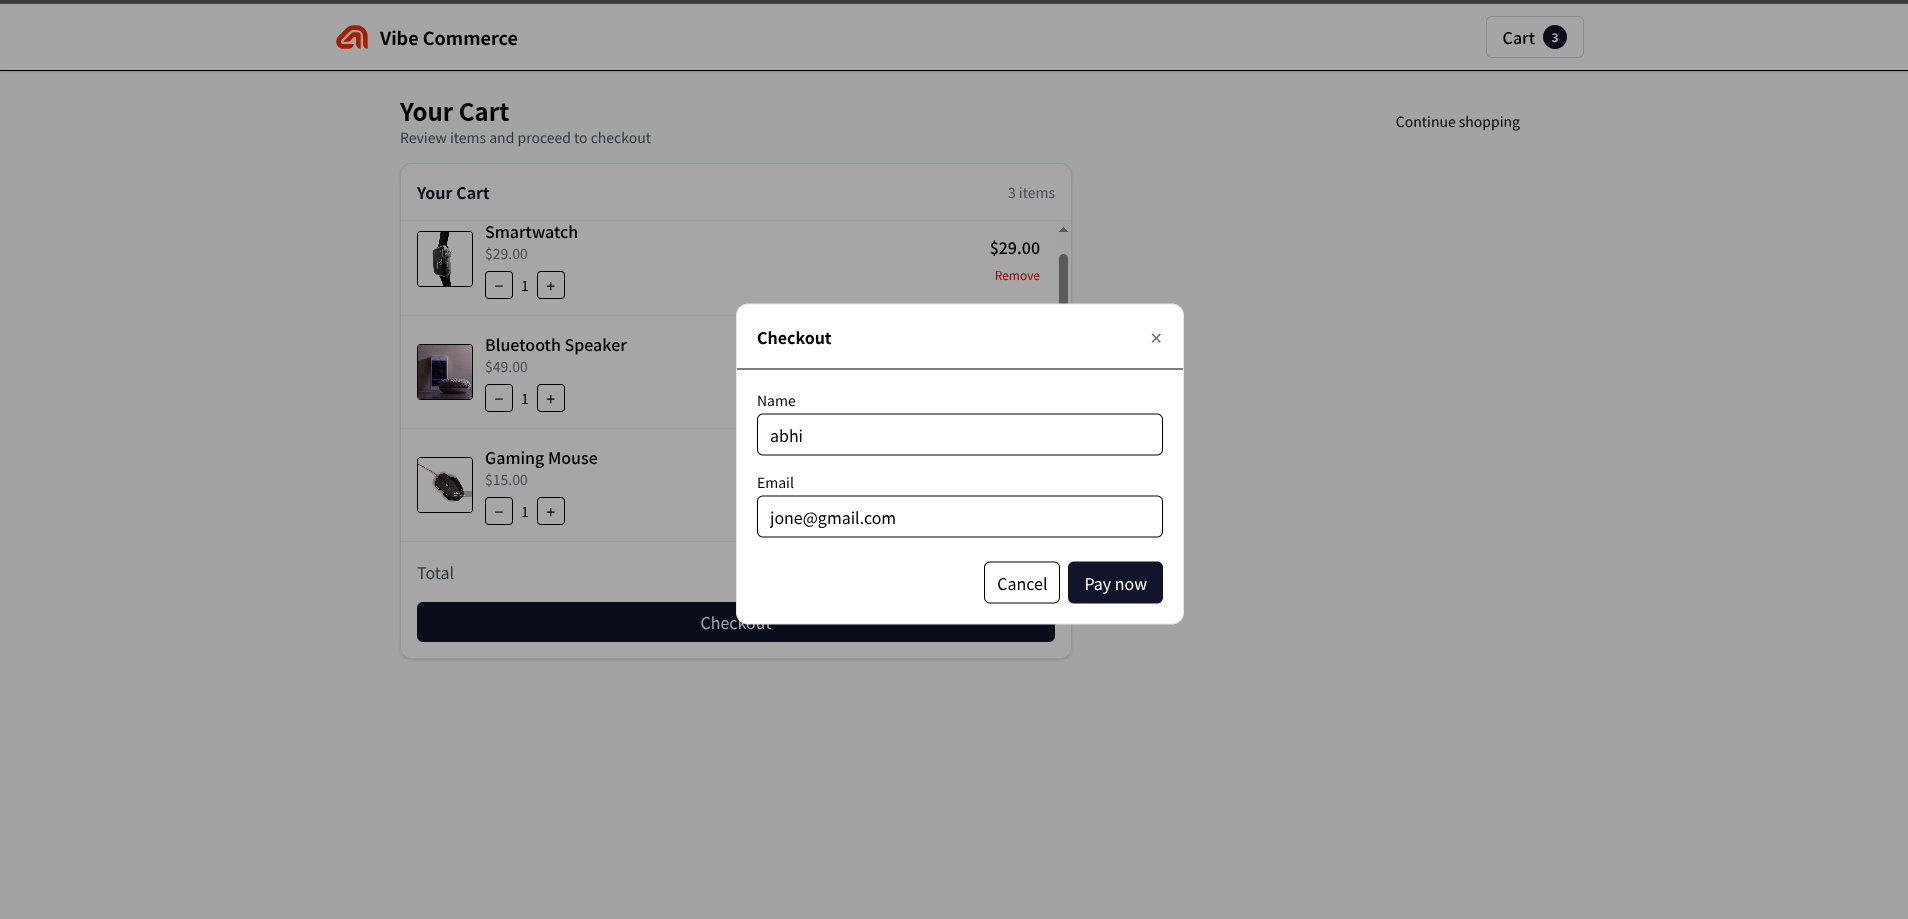 Vibe Commerce
Cart 3
Your Cart
Review items and proceed to checkout
Continue shopping
Your Cart
3 items
Smartwatch
$29.00
− 1 +
$29.00
Remove
Bluetooth Speaker
$49.00
− 1 +
Gaming Mouse
$15.00
− 1 +
Total
Checkout
Checkout
×
Name
abhi
Email
jone@gmail.com
Cancel
Pay now